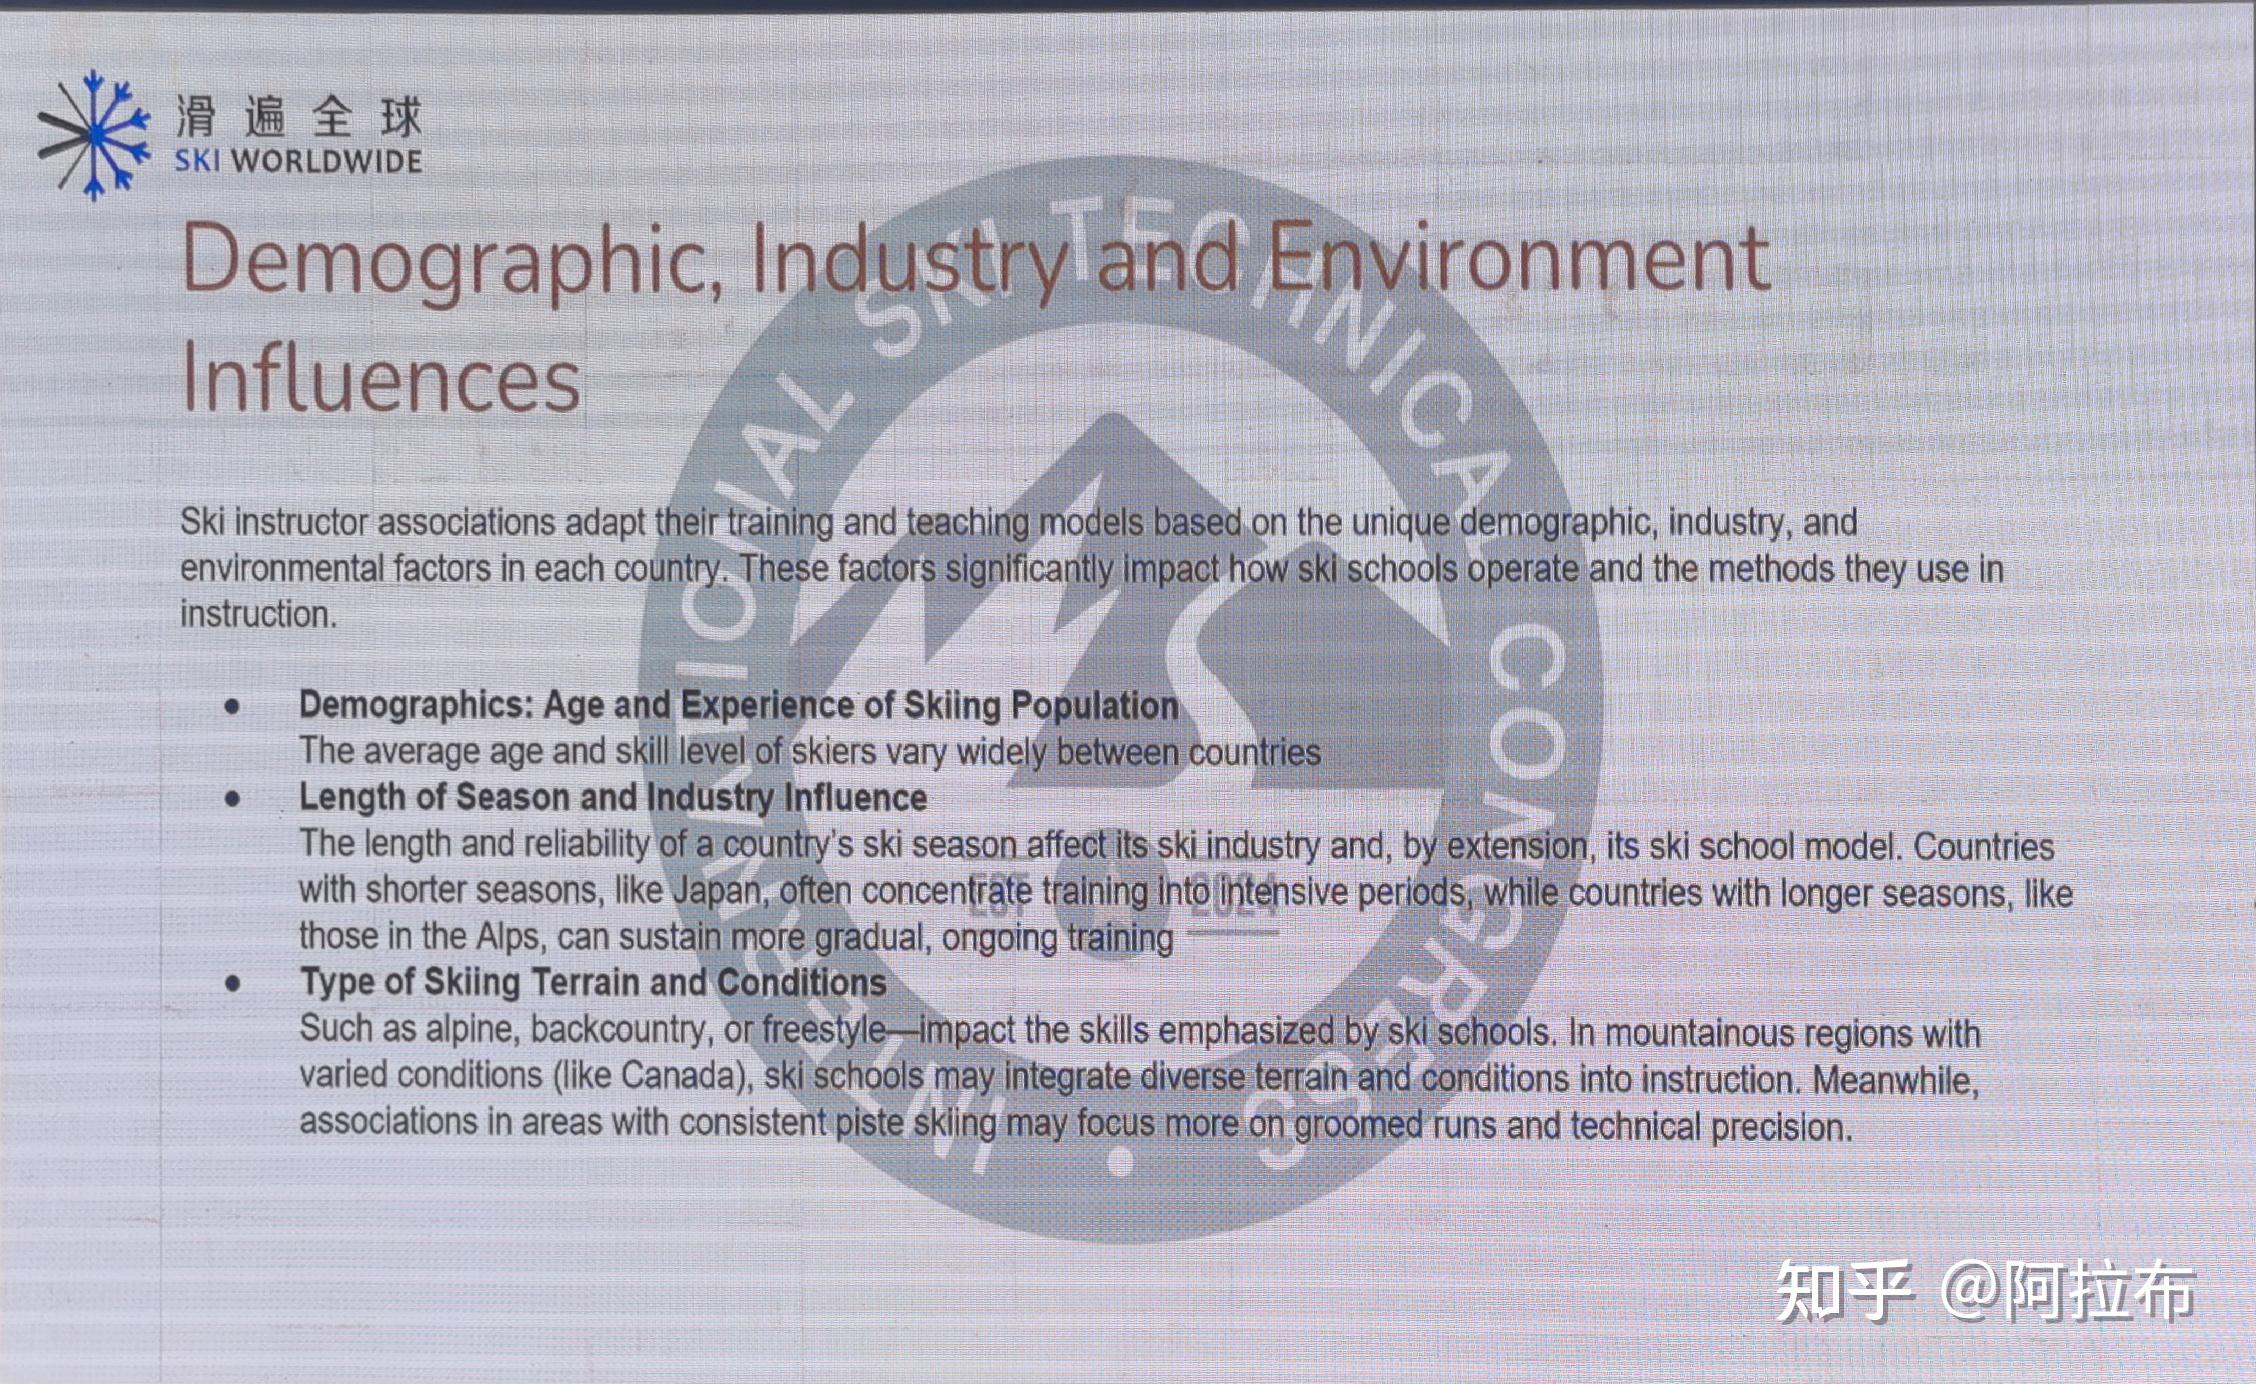 滑遍全球
SKI WORLDWIDE
Demographic, Industry and Environment
Influences
Ski instructor associations adapt their training and teaching models based on the unique demographic, industry, and
environmental factors in each country. These factors significantly impact how ski schools operate and the methods they use in
instruction.
● Demographics: Age and Experience of Skiing Population
The average age and skill level of skiers vary widely between countries
● Length of Season and Industry Influence
The length and reliability of a country's ski season affect its ski industry and, by extension, its ski school model. Countries
with shorter seasons, like Japan, often concentrate training into intensive periods, while countries with longer seasons, like
those in the Alps, can sustain more gradual, ongoing training
● Type of Skiing Terrain and Conditions
Such as alpine, backcountry, or freestyle—impact the skills emphasized by ski schools. In mountainous regions with
varied conditions (like Canada), ski schools may integrate diverse terrain and conditions into instruction. Meanwhile,
associations in areas with consistent piste skiing may focus more on groomed runs and technical precision.
INTERNATIONAL SKI TECHNICAL CONGRESS
EST 2024
知乎 @阿拉布